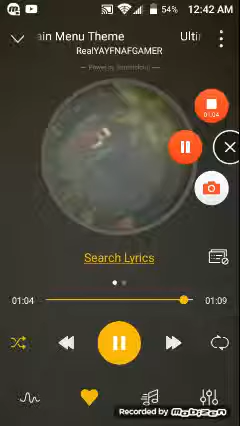 54% 12:42 AM
ain Menu Theme Ulti
RealYAYFNAFGAMER
01:04
Search Lyrics
01:04 01:09
Recorded by Mobizen